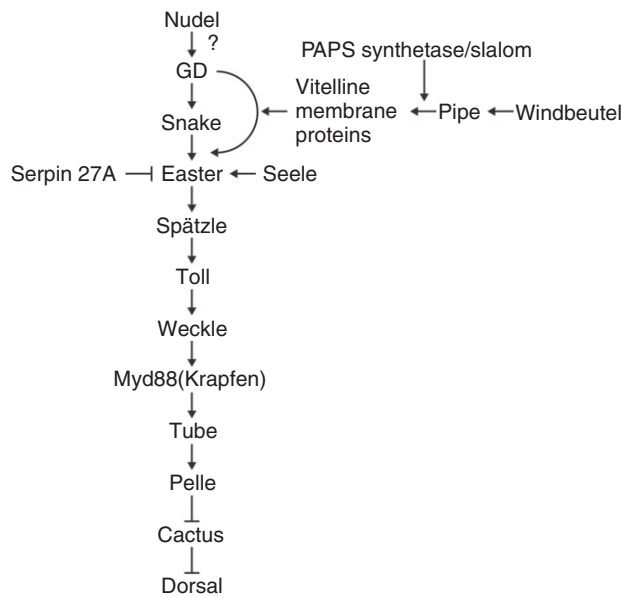 Nudel
?
PAPS synthetase/slalom
GD
Vitelline
membrane
proteins
Pipe
Windbeutel
Snake
Serpin 27A
Easter
Seele
Spätzle
Toll
Weckle
Myd88(Krapfen)
Tube
Pelle
Cactus
Dorsal